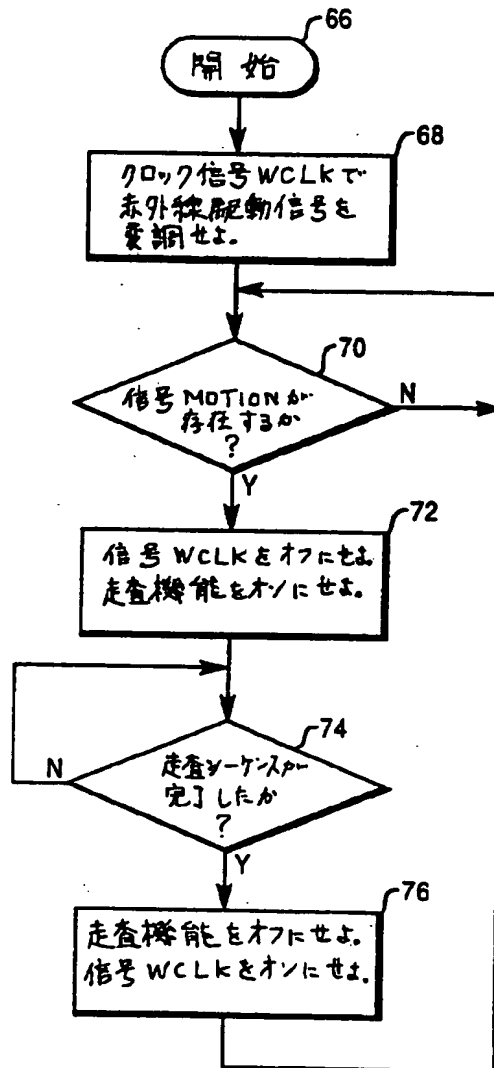 66
開始
68
クロック信号WCLKで
赤外線駆動信号を
変調せよ。
70
信号MOTIONが
存在するか
?
N
Y
72
信号WCLKをオフにせよ
走査機能をオンにせよ。
74
走査シーケンスが
完了したか
?
N
Y
76
走査機能をオフにせよ。
信号WCLKをオンにせよ。